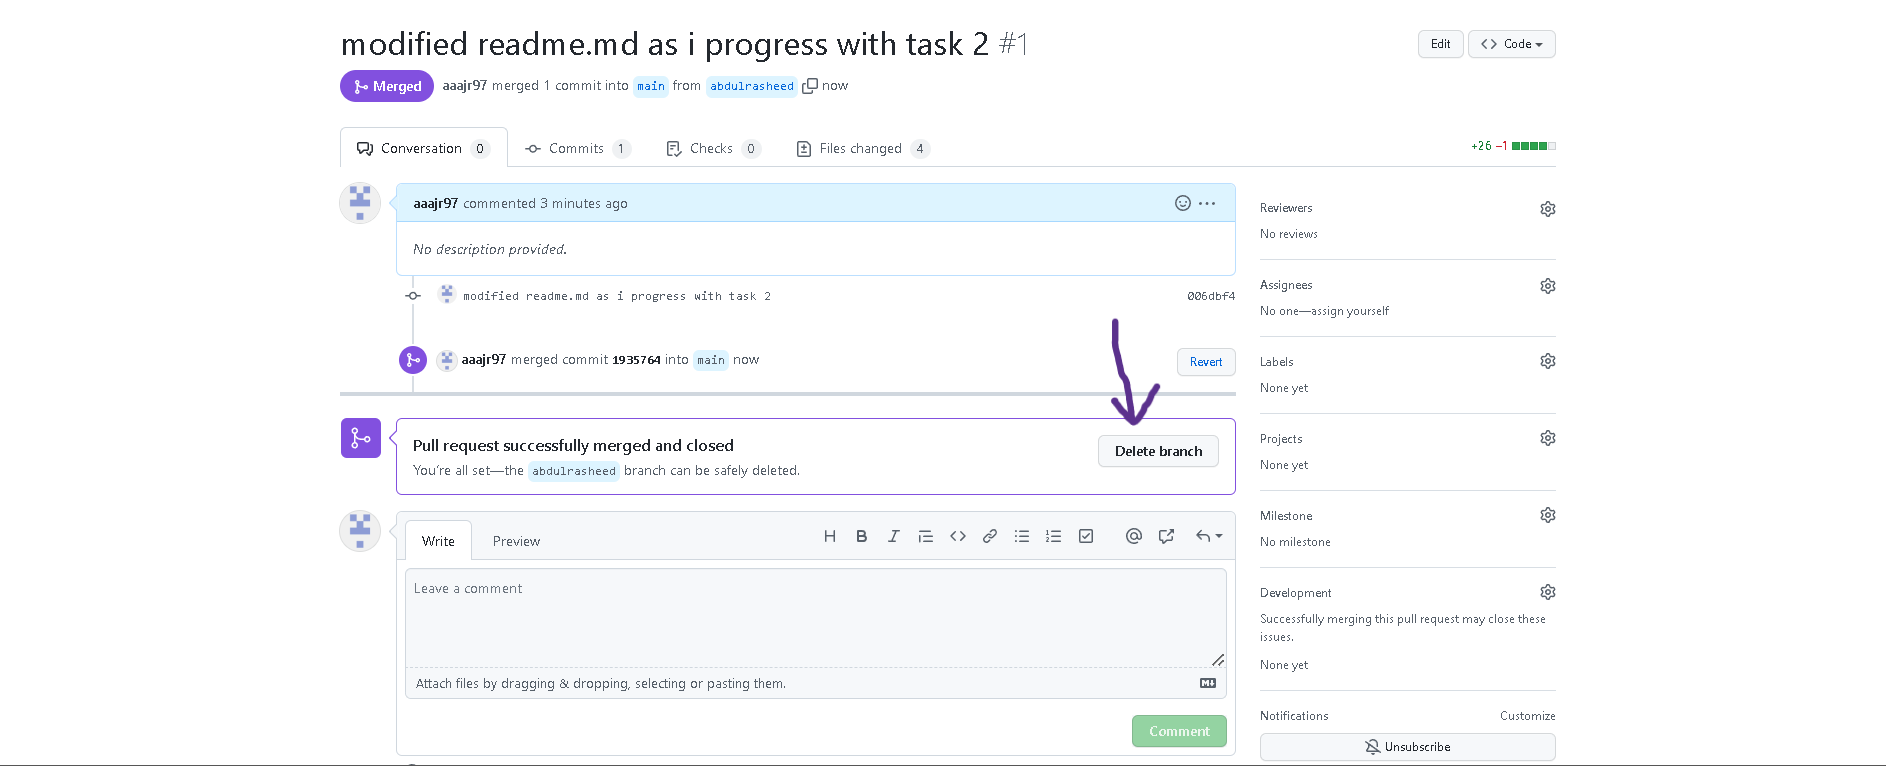 modified readme.md as i progress with task 2 #1
Edit
Code
Merged
aaajr97 merged 1 commit into main from abdulrasheed now
Conversation 0
Commits 1
Checks 0
Files changed 4
+26 −1
aaajr97 commented 3 minutes ago
No description provided.
modified readme.md as i progress with task 2
006dbf4
aaajr97 merged commit 1935764 into main now
Revert
Pull request successfully merged and closed
You're all set—the abdulrasheed branch can be safely deleted.
Delete branch
Write
Preview
Leave a comment
Attach files by dragging & dropping, selecting or pasting them.
Comment
Reviewers
No reviews
Assignees
No one—assign yourself
Labels
None yet
Projects
None yet
Milestone
No milestone
Development
Successfully merging this pull request may close these
issues.
None yet
Notifications
Customize
Unsubscribe